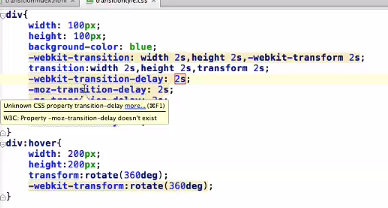 transitionstyle.css
div{
width: 100px;
height: 100px;
background-color: blue;
-webkit-transition: width 2s,height 2s,-webkit-transform 2s;
transition:width 2s,height 2s,transform 2s;
-webkit-transition-delay: 2s;
-moz-transition-delay: 2s;
Unknown CSS property transition-delay more... (⌘F1)
W3C: Property -moz-transition-delay doesn't exist
}
div:hover{
width: 200px;
height:200px;
transform:rotate(360deg);
-webkit-transform:rotate(360deg);
}